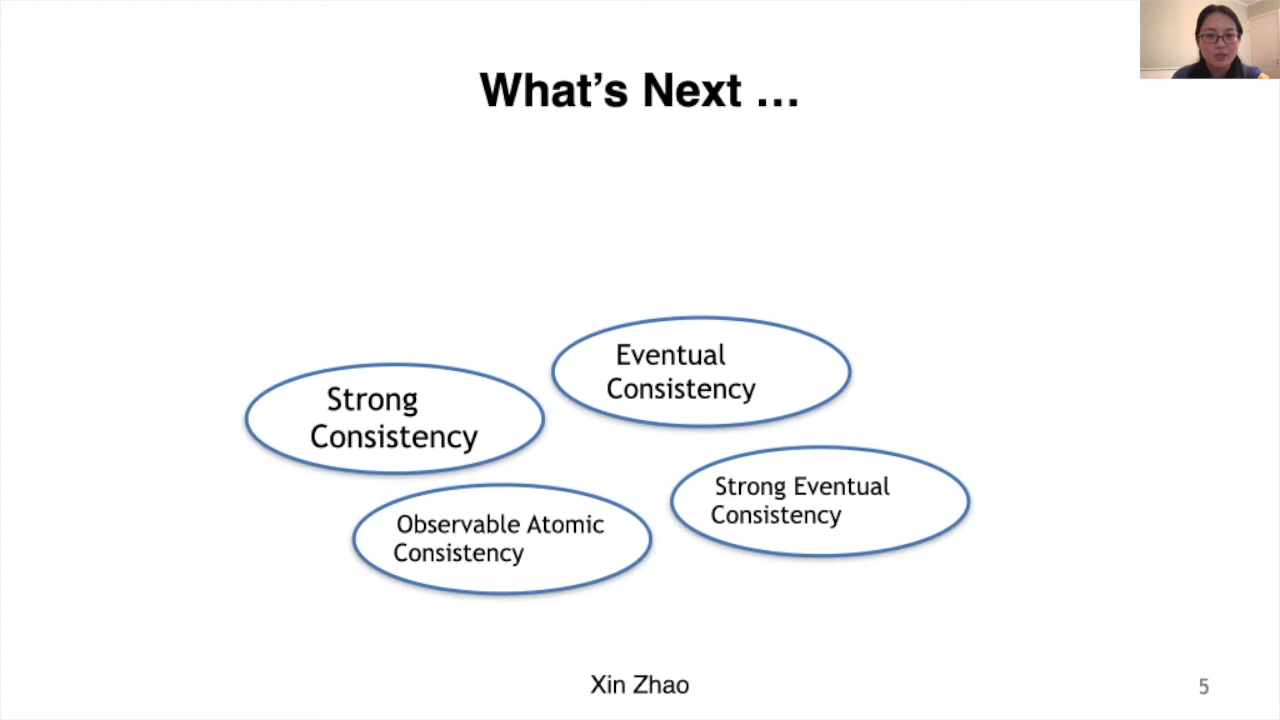 What’s Next …
Eventual
Consistency
Strong
Consistency
Strong Eventual
Consistency
Observable Atomic
Consistency
Xin Zhao
5